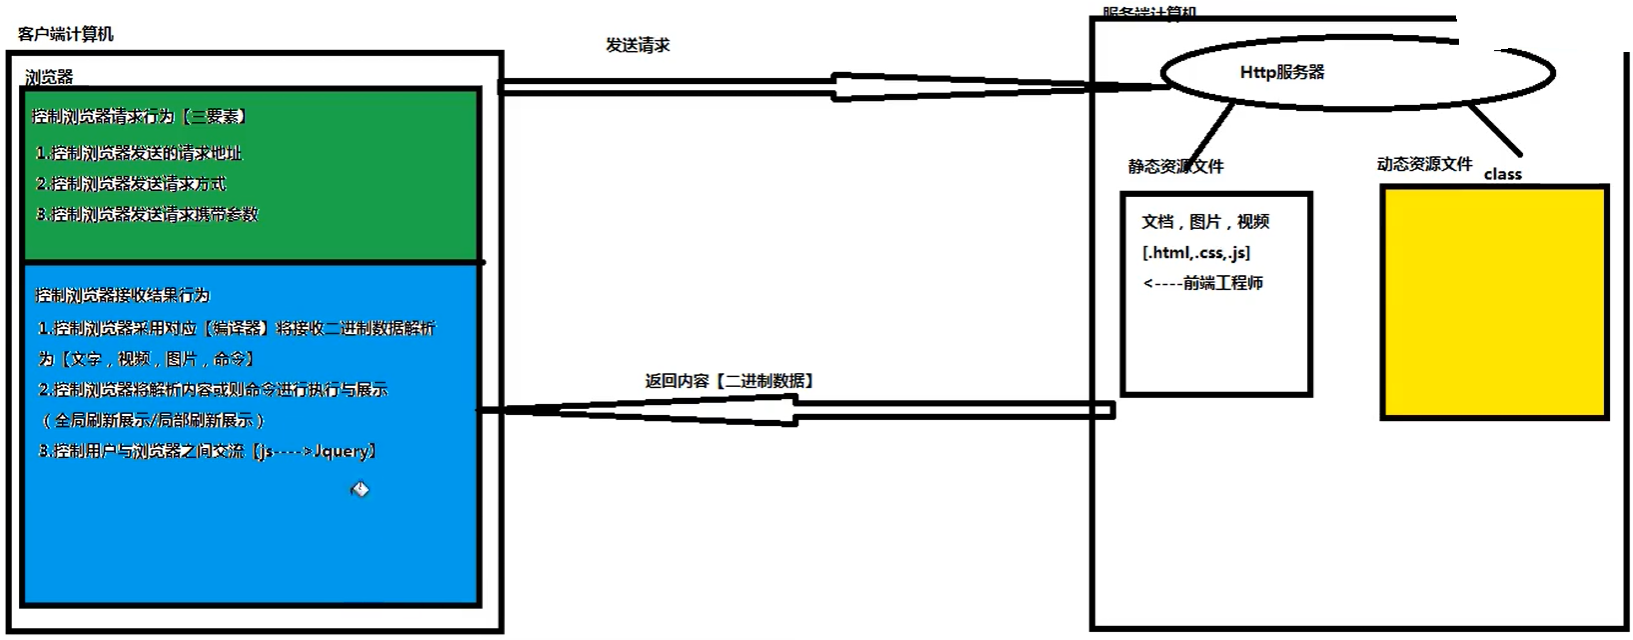 客户端计算机
浏览器
控制浏览器请求行为【三要素】
1.控制浏览器发送的请求地址
2.控制浏览器发送请求方式
3.控制浏览器发送请求携带参数
控制浏览器接收结果行为
1.控制浏览器采用对应【编译器】将接收二进制数据解析
为【文字，视频，图片，命令】
2.控制浏览器将解析内容或则命令进行执行与展示
（全局刷新展示/局部刷新展示）
3.控制用户与浏览器之间交流【js---->Jquery】
发送请求
返回内容【二进制数据】
服务端计算机
Http服务器
静态资源文件
文档，图片，视频
[.html,.css,.js]
<----前端工程师
动态资源文件
class